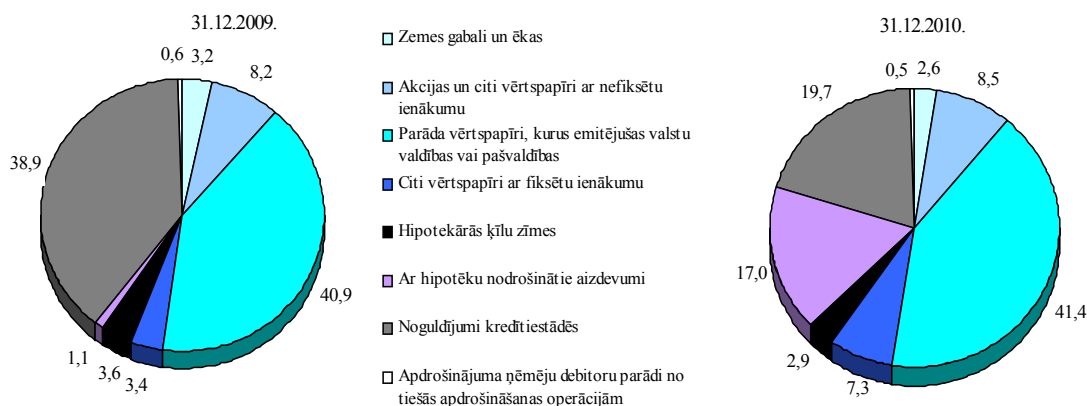 31.12.2009.
0,6
3,2
8,2
40,9
3,4
3,6
1,1
38,9
Zemes gabali un ēkas
Akcijas un citi vērtspapīri ar nefiksētu
ienākumu
Parāda vērtspapīri, kurus emitējušas valstu
valdības vai pašvaldības
Citi vērtspapīri ar fiksētu ienākumu
Hipotekārās ķīlu zīmes
Ar hipotēku nodrošinātie aizdevumi
Noguldījumi kredītiestādēs
Apdrošinājuma ņēmēju debitoru parādi no
tiešās apdrošināšanas operācijām
31.12.2010.
0,5
2,6
8,5
41,4
7,3
2,9
17,0
19,7